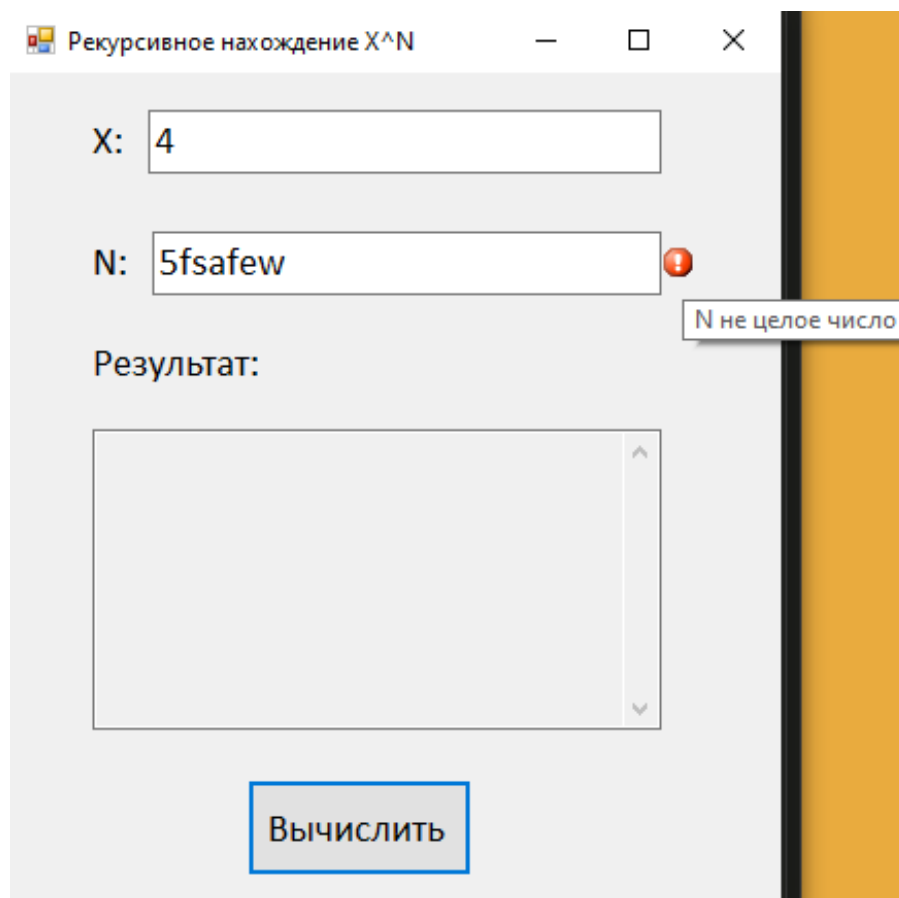 Рекурсивное нахождение X^N
X: 4
N: 5fsafew
N не целое число
Результат:
Вычислить